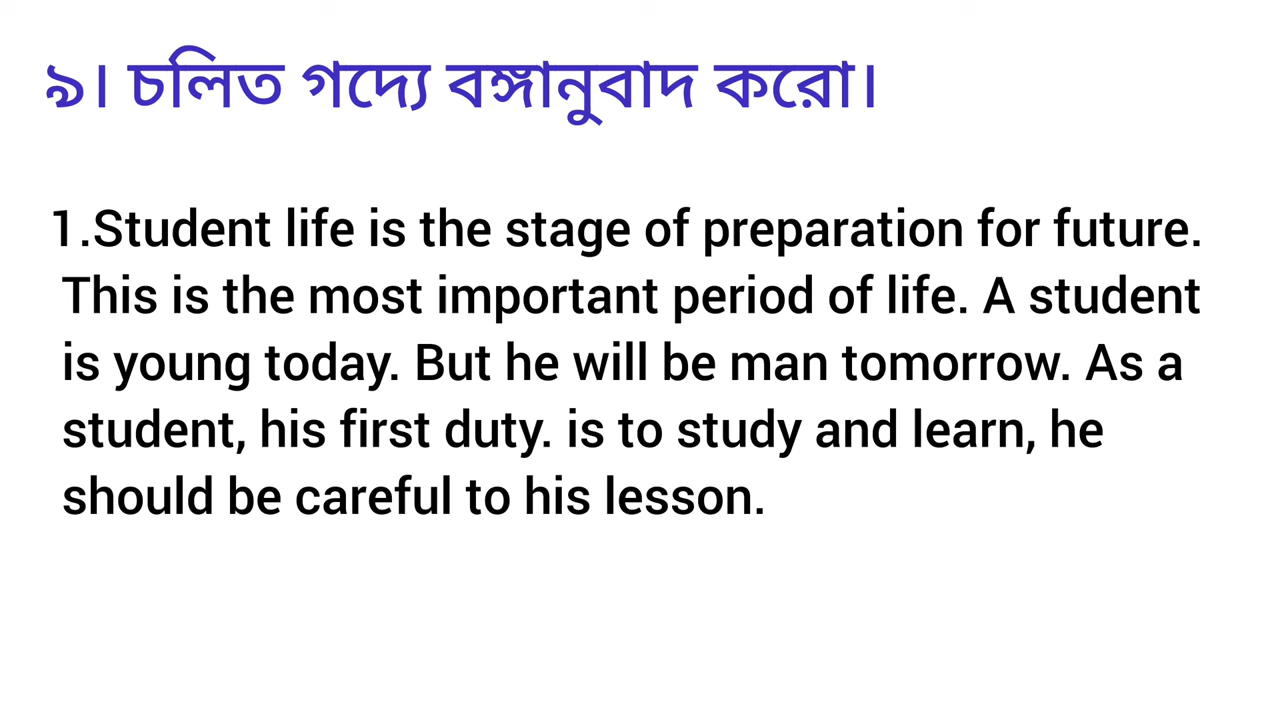 ৯। চলিত গদ্যে বঙ্গানুবাদ করো।
1.Student life is the stage of preparation for future.
This is the most important period of life. A student
is young today. But he will be man tomorrow. As a
student, his first duty. is to study and learn, he
should be careful to his lesson.